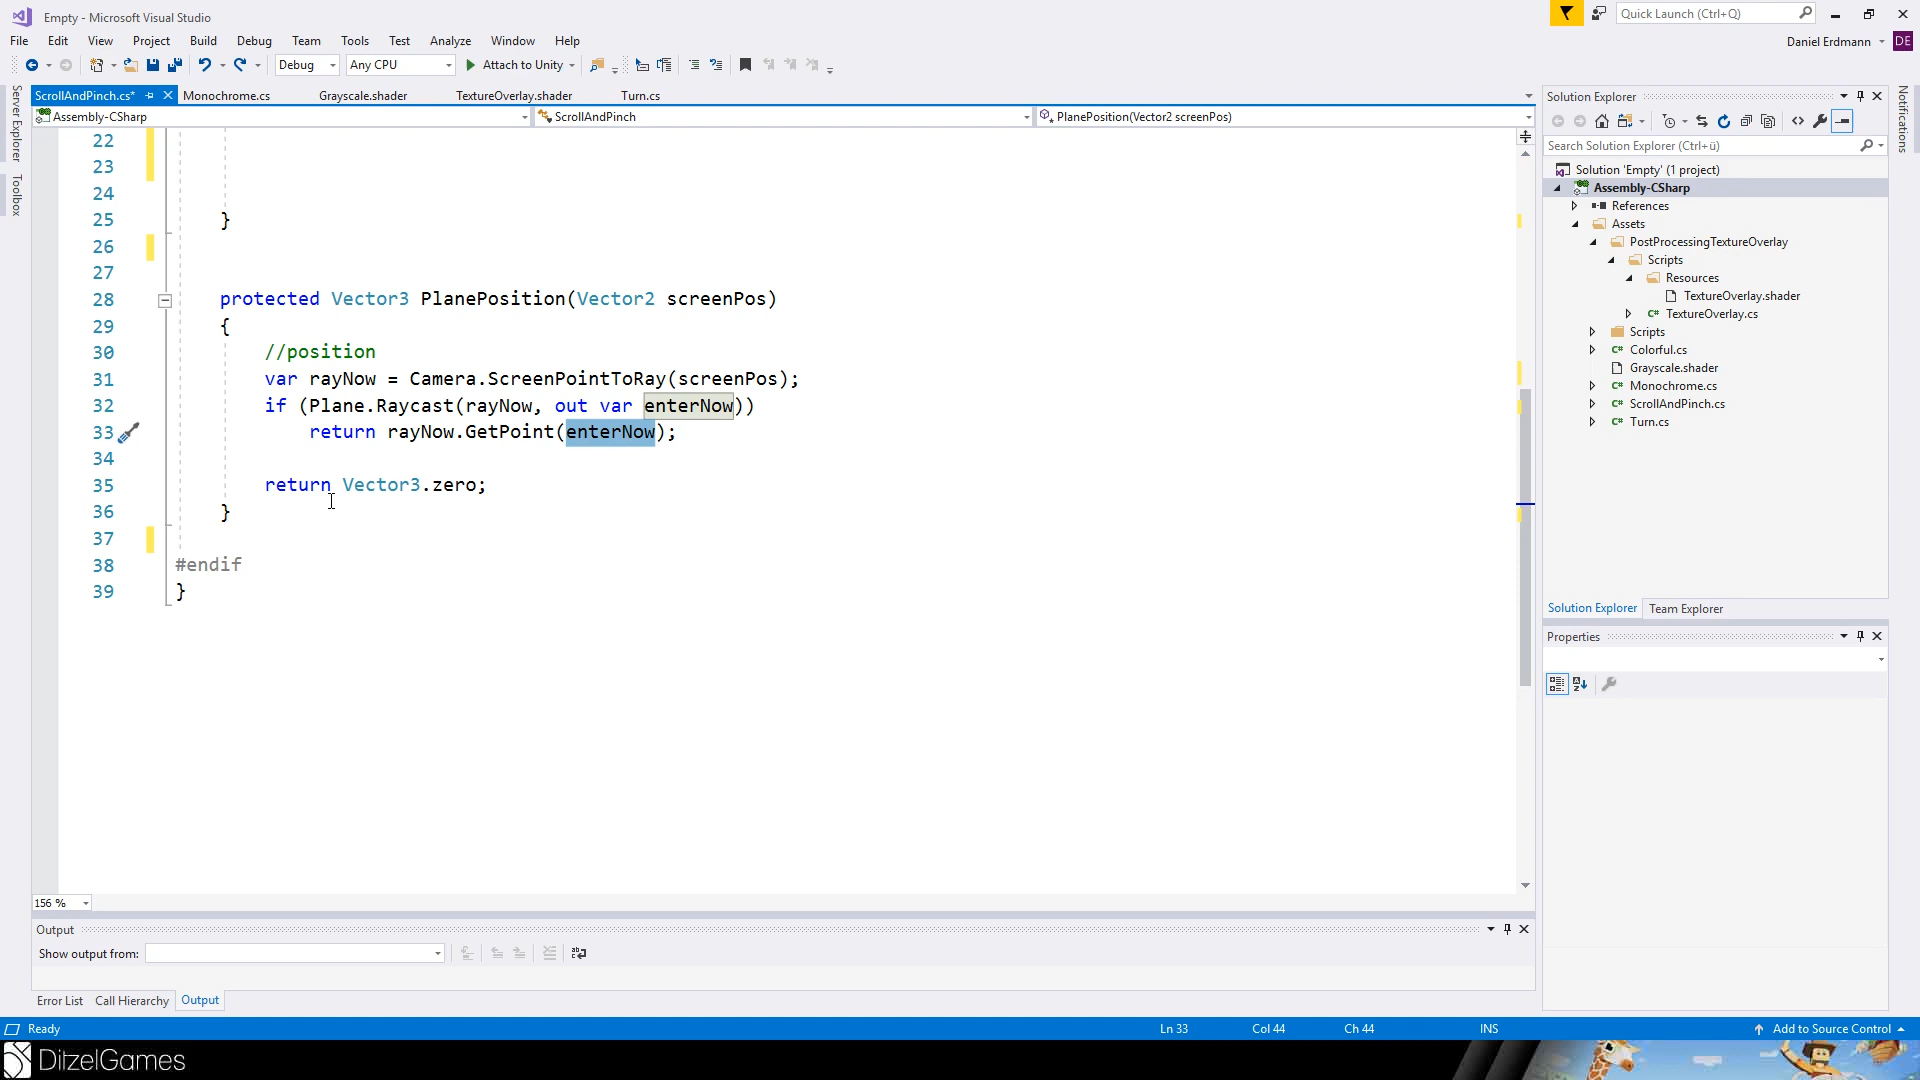 Empty - Microsoft Visual Studio
Quick Launch (Ctrl+Q)
File Edit View Project Build Debug Team Tools Test Analyze Window Help
Daniel Erdmann DE
Debug Any CPU Attach to Unity
Server Explorer
Toolbox
Notifications
ScrollAndPinch.cs* Monochrome.cs Grayscale.shader TextureOverlay.shader Turn.cs
Assembly-CSharp ScrollAndPinch PlanePosition(Vector2 screenPos)
22
23
24
25 }
26
27
28 protected Vector3 PlanePosition(Vector2 screenPos)
29 {
30 //position
31 var rayNow = Camera.ScreenPointToRay(screenPos);
32 if (Plane.Raycast(rayNow, out var enterNow))
33 return rayNow.GetPoint(enterNow);
34
35 return Vector3.zero;
36 }
37
38 #endif
39 }
156 %
Output
Show output from:
Error List Call Hierarchy Output
Solution Explorer
Search Solution Explorer (Ctrl+ü)
Solution 'Empty' (1 project)
Assembly-CSharp
References
Assets
PostProcessingTextureOverlay
Scripts
Resources
TextureOverlay.shader
TextureOverlay.cs
Scripts
Colorful.cs
Grayscale.shader
Monochrome.cs
ScrollAndPinch.cs
Turn.cs
Solution Explorer Team Explorer
Properties
Ready Ln 33 Col 44 Ch 44 INS Add to Source Control
DitzelGames